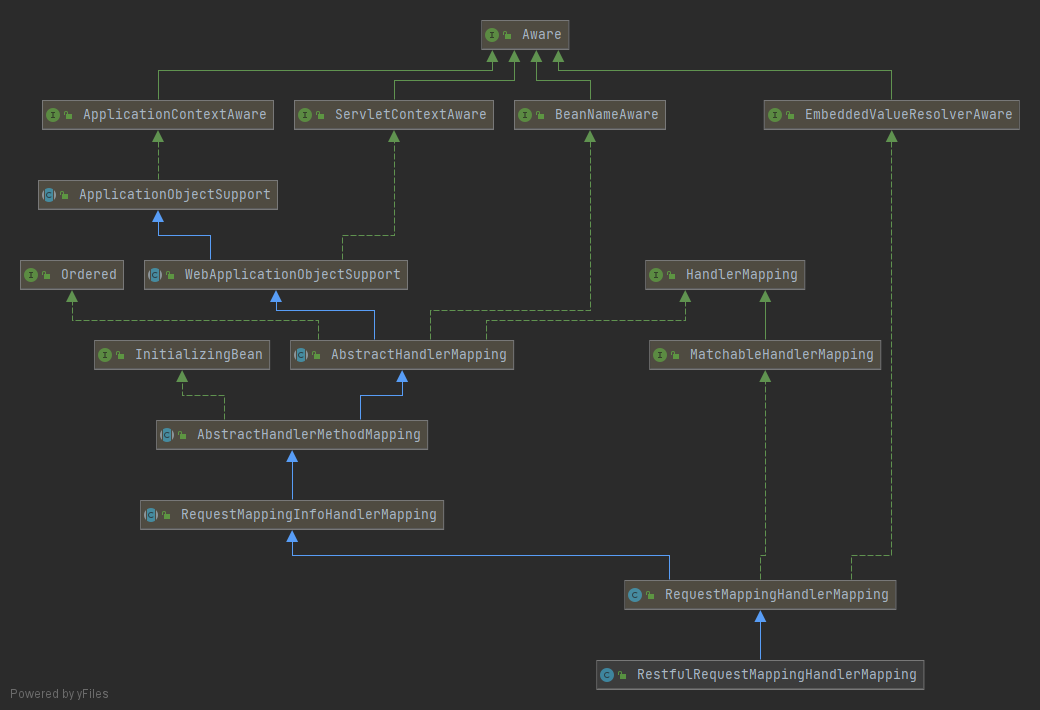 Aware
ApplicationContextAware
ServletContextAware
BeanNameAware
EmbeddedValueResolverAware
ApplicationObjectSupport
Ordered
WebApplicationObjectSupport
HandlerMapping
InitializingBean
AbstractHandlerMapping
MatchableHandlerMapping
AbstractHandlerMethodMapping
RequestMappingInfoHandlerMapping
RequestMappingHandlerMapping
RestfulRequestMappingHandlerMapping
Powered by yFiles